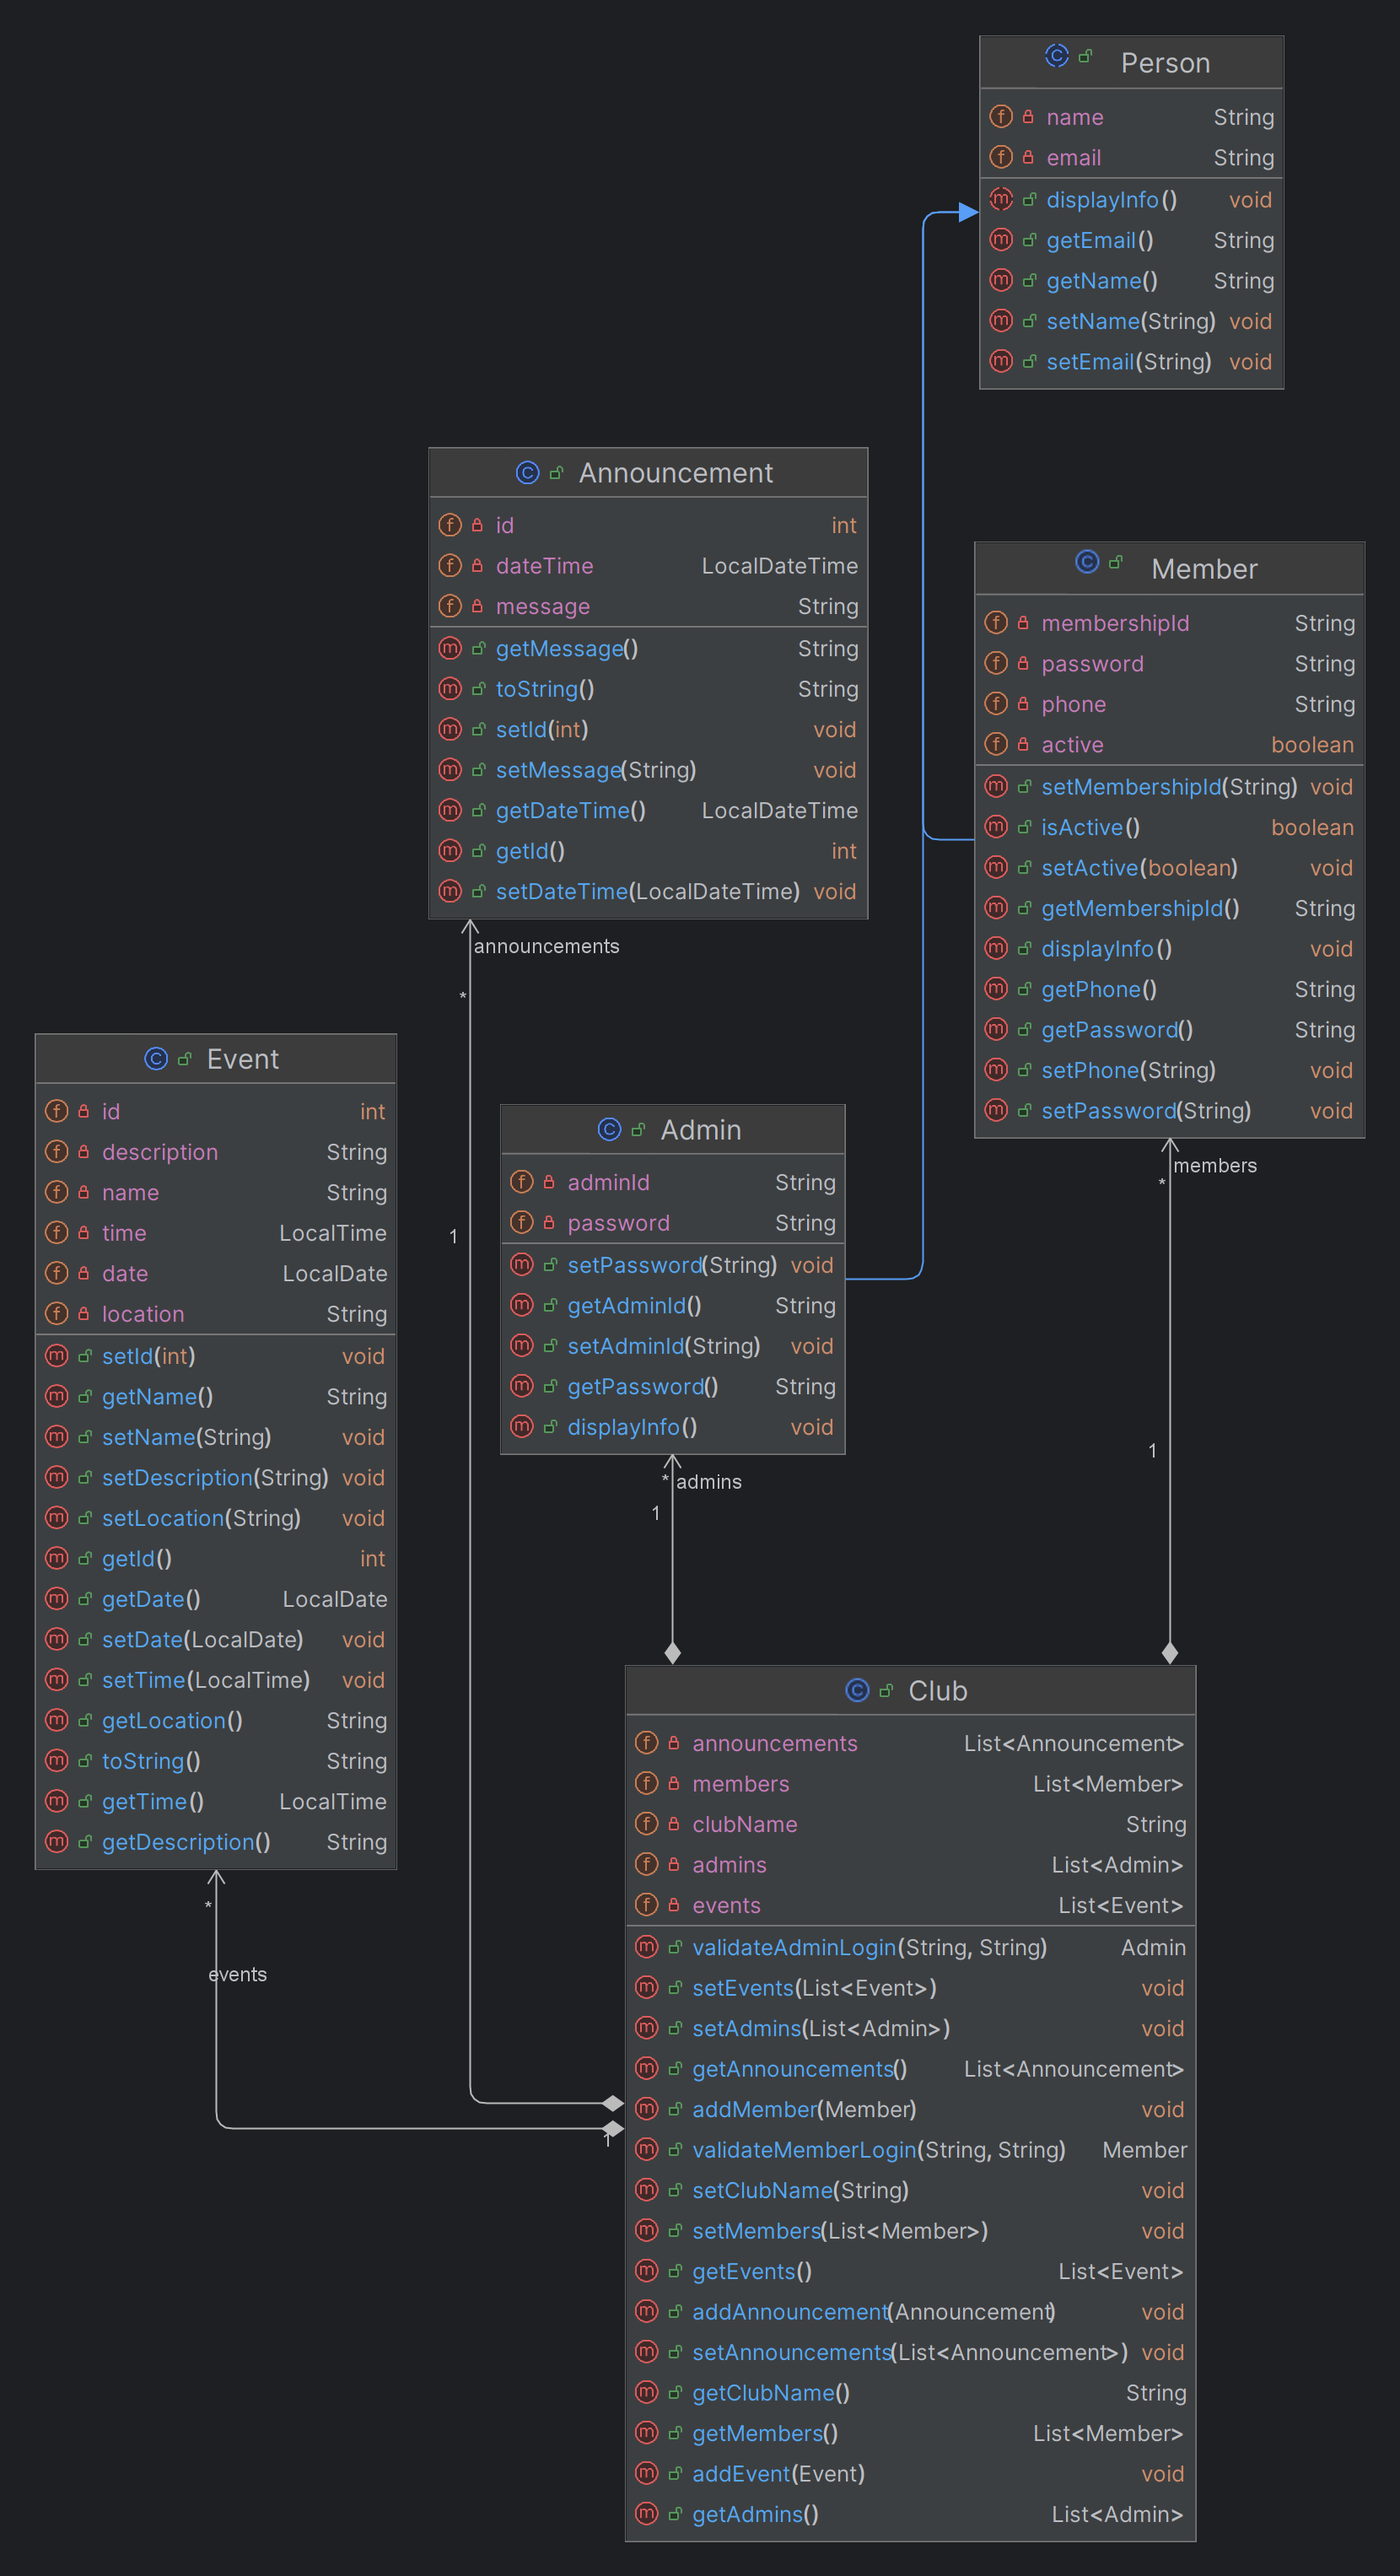 Person
name String
email String
displayInfo() void
getEmail() String
getName() String
setName(String) void
setEmail(String) void
Announcement
id int
dateTime LocalDateTime
message String
getMessage() String
toString() String
setId(int) void
setMessage(String) void
getDateTime() LocalDateTime
getId() int
setDateTime(LocalDateTime) void
Member
membershipId String
password String
phone String
active boolean
setMembershipId(String) void
isActive() boolean
setActive(boolean) void
getMembershipId() String
displayInfo() void
getPhone() String
getPassword() String
setPhone(String) void
setPassword(String) void
announcements
*
1
Event
id int
description String
name String
time LocalTime
date LocalDate
location String
setId(int) void
getName() String
setName(String) void
setDescription(String) void
setLocation(String) void
getId() int
getDate() LocalDate
setDate(LocalDate) void
setTime(LocalTime) void
getLocation() String
toString() String
getTime() LocalTime
getDescription() String
Admin
adminId String
password String
setPassword(String) void
getAdminId() String
setAdminId(String) void
getPassword() String
displayInfo() void
members
*
1
* admins
1
*
events
1
Club
announcements List<Announcement>
members List<Member>
clubName String
admins List<Admin>
events List<Event>
validateAdminLogin(String, String) Admin
setEvents(List<Event>) void
setAdmins(List<Admin>) void
getAnnouncements() List<Announcement>
addMember(Member) void
validateMemberLogin(String, String) Member
setClubName(String) void
setMembers(List<Member>) void
getEvents() List<Event>
addAnnouncement(Announcement) void
setAnnouncements(List<Announcement>) void
getClubName() String
getMembers() List<Member>
addEvent(Event) void
getAdmins() List<Admin>